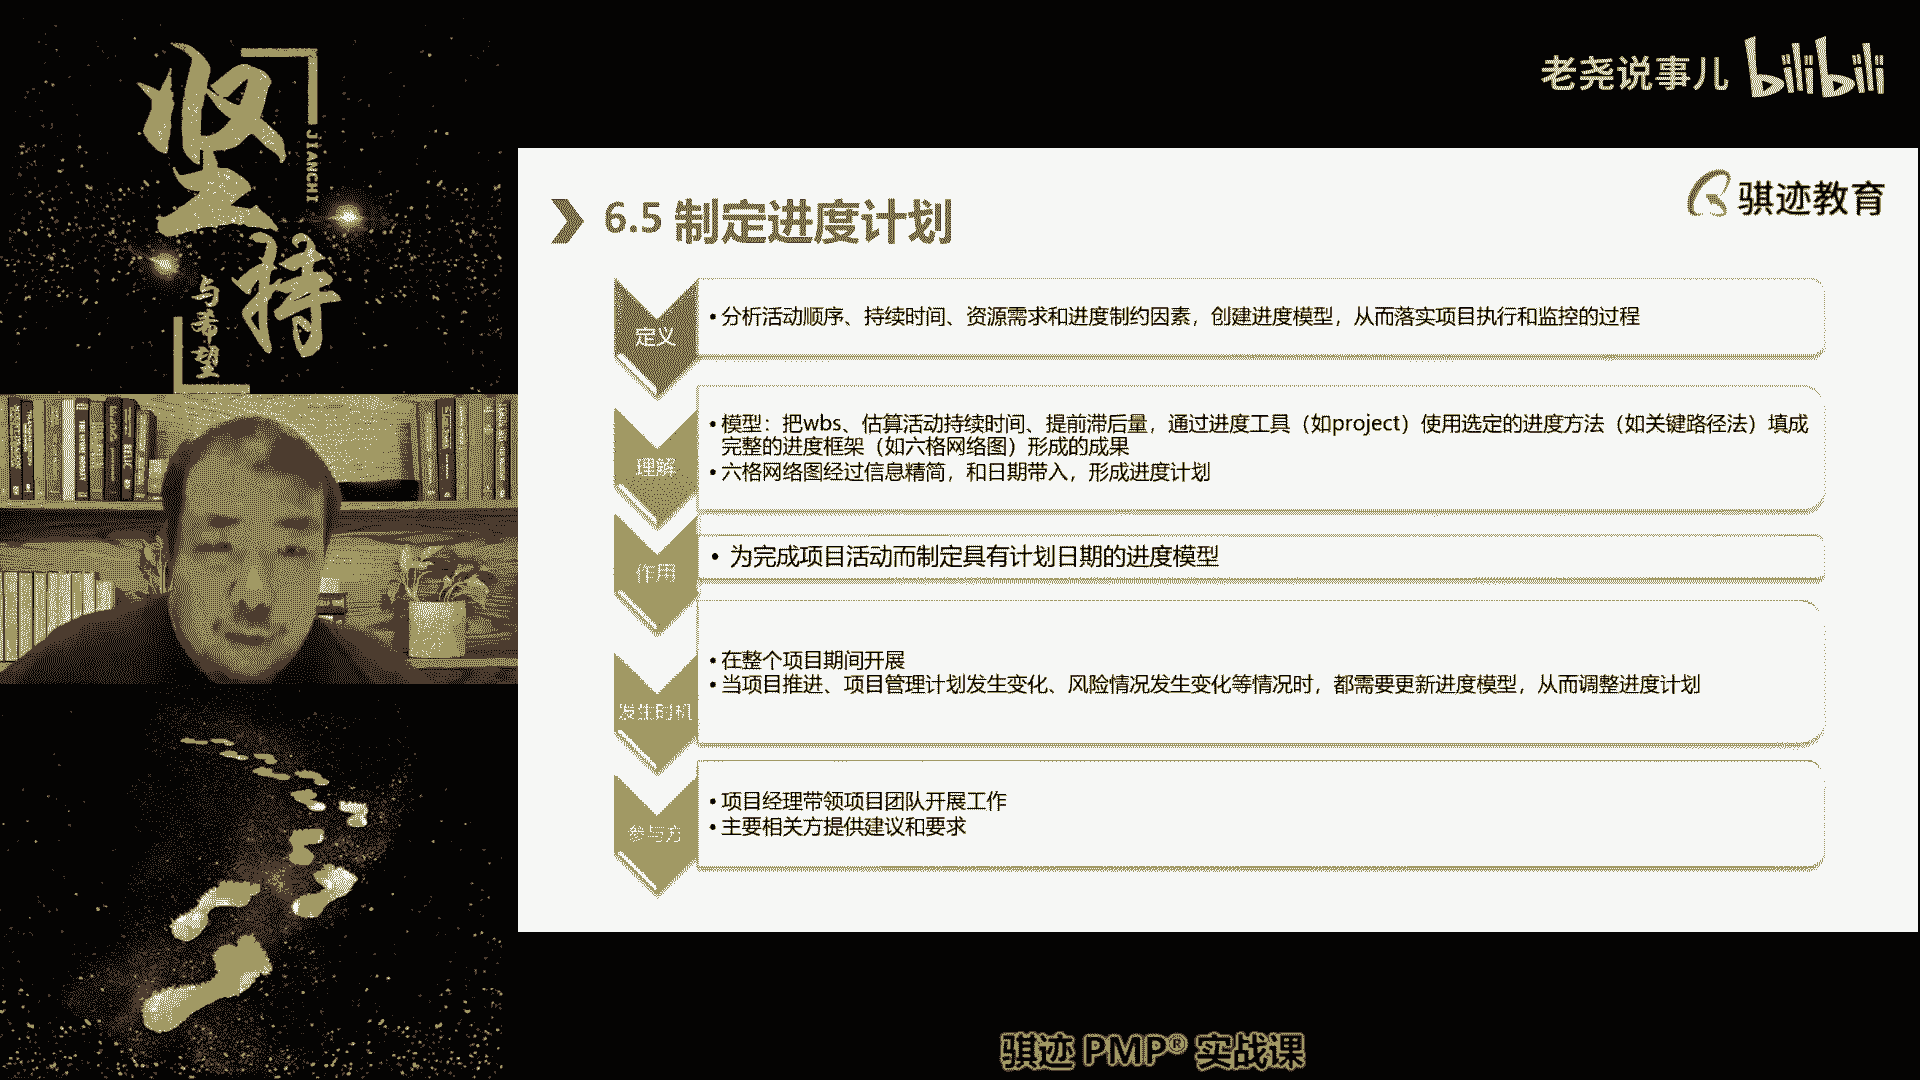 坚持
JIANCHI
与希望
老尧说事儿 bilibili
骐迹教育
6.5 制定进度计划
定义
•分析活动顺序、持续时间、资源需求和进度制约因素，创建进度模型，从而落实项目执行和监控的过程
理解
•模型：把wbs、估算活动持续时间、提前滞后量，通过进度工具（如project）使用选定的进度方法（如关键路径法）填成
完整的进度框架（如六格网络图）形成的成果
•六格网络图经过信息精简，和日期带入，形成进度计划
作用
• 为完成项目活动而制定具有计划日期的进度模型
发生时机
•在整个项目期间开展
•当项目推进、项目管理计划发生变化、风险情况发生变化等情况时，都需要更新进度模型，从而调整进度计划
参与方
•项目经理带领项目团队开展工作
•主要相关方提供建议和要求
骐迹 PMP® 实战课